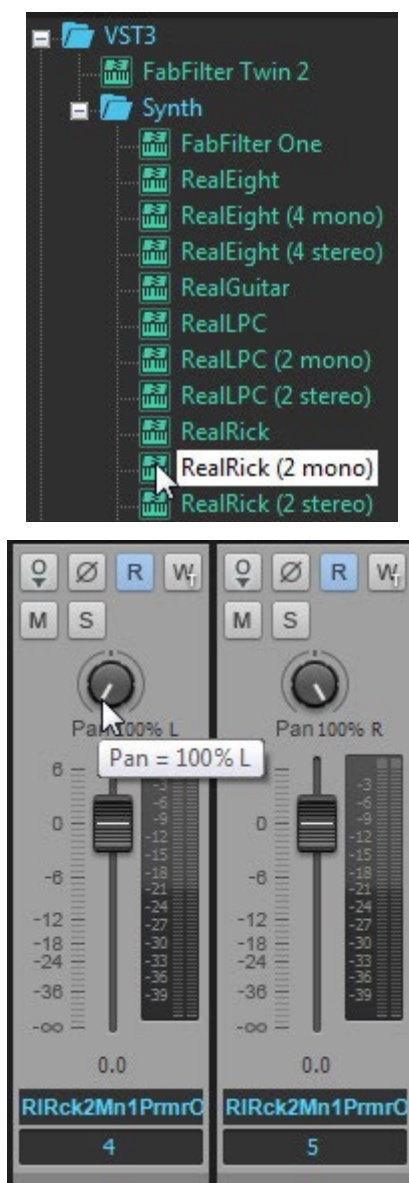 VST3
FabFilter Twin 2
Synth
FabFilter One
RealEight
RealEight (4 mono)
RealEight (4 stereo)
RealGuitar
RealLPC
RealLPC (2 mono)
RealLPC (2 stereo)
RealRick
RealRick (2 mono)
RealRick (2 stereo)
O Ø R W
M S
Pan 100% L
Pan = 100% L
6
0
-6
-12
-18
-24
-36
-∞
-3
-6
-9
-12
-15
-18
-21
-24
-27
-30
-33
-36
-39
0.0
RlRck2Mn1PrmrO
4
O Ø R W
M S
Pan 100% R
0
-6
-12
-18
-24
-36
-∞
-3
-6
-9
-12
-15
-18
-21
-24
-27
-30
-33
-36
-39
0.0
RlRck2Mn1PrmrO
5